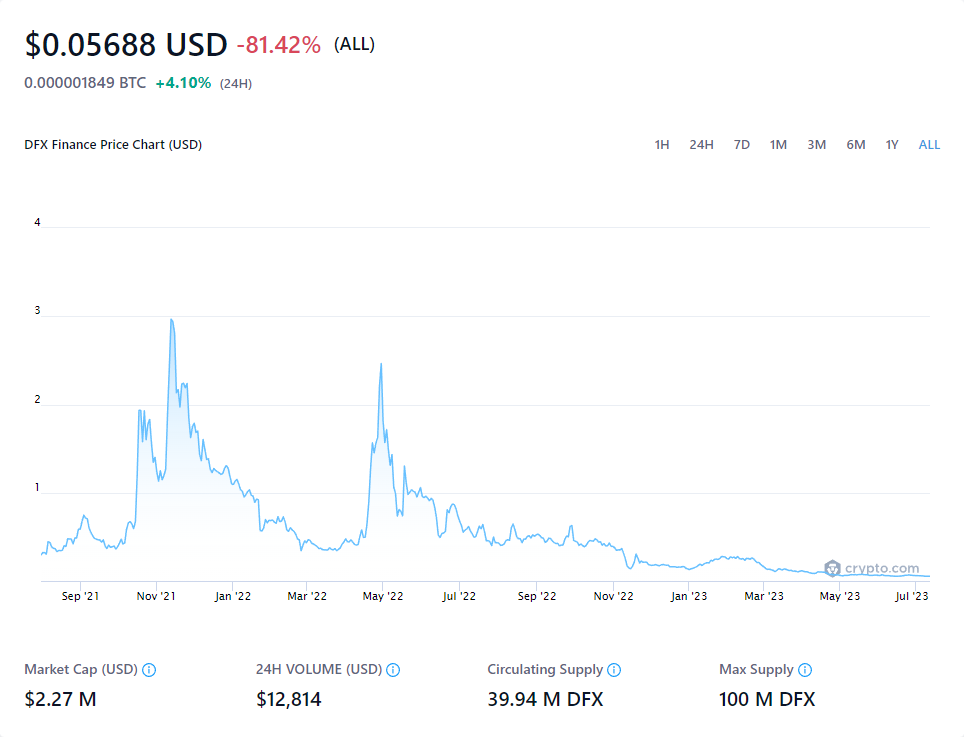 $0.05688 USD -81.42% (ALL)
0.000001849 BTC +4.10% (24H)
DFX Finance Price Chart (USD) 1H 24H 7D 1M 3M 6M 1Y ALL
4
3
2
1
crypto.com
Sep '21 Nov '21 Jan '22 Mar '22 May '22 Jul '22 Sep '22 Nov '22 Jan '23 Mar '23 May '23 Jul '23
Market Cap (USD) 24H VOLUME (USD) Circulating Supply Max Supply
$2.27 M $12,814 39.94 M DFX 100 M DFX